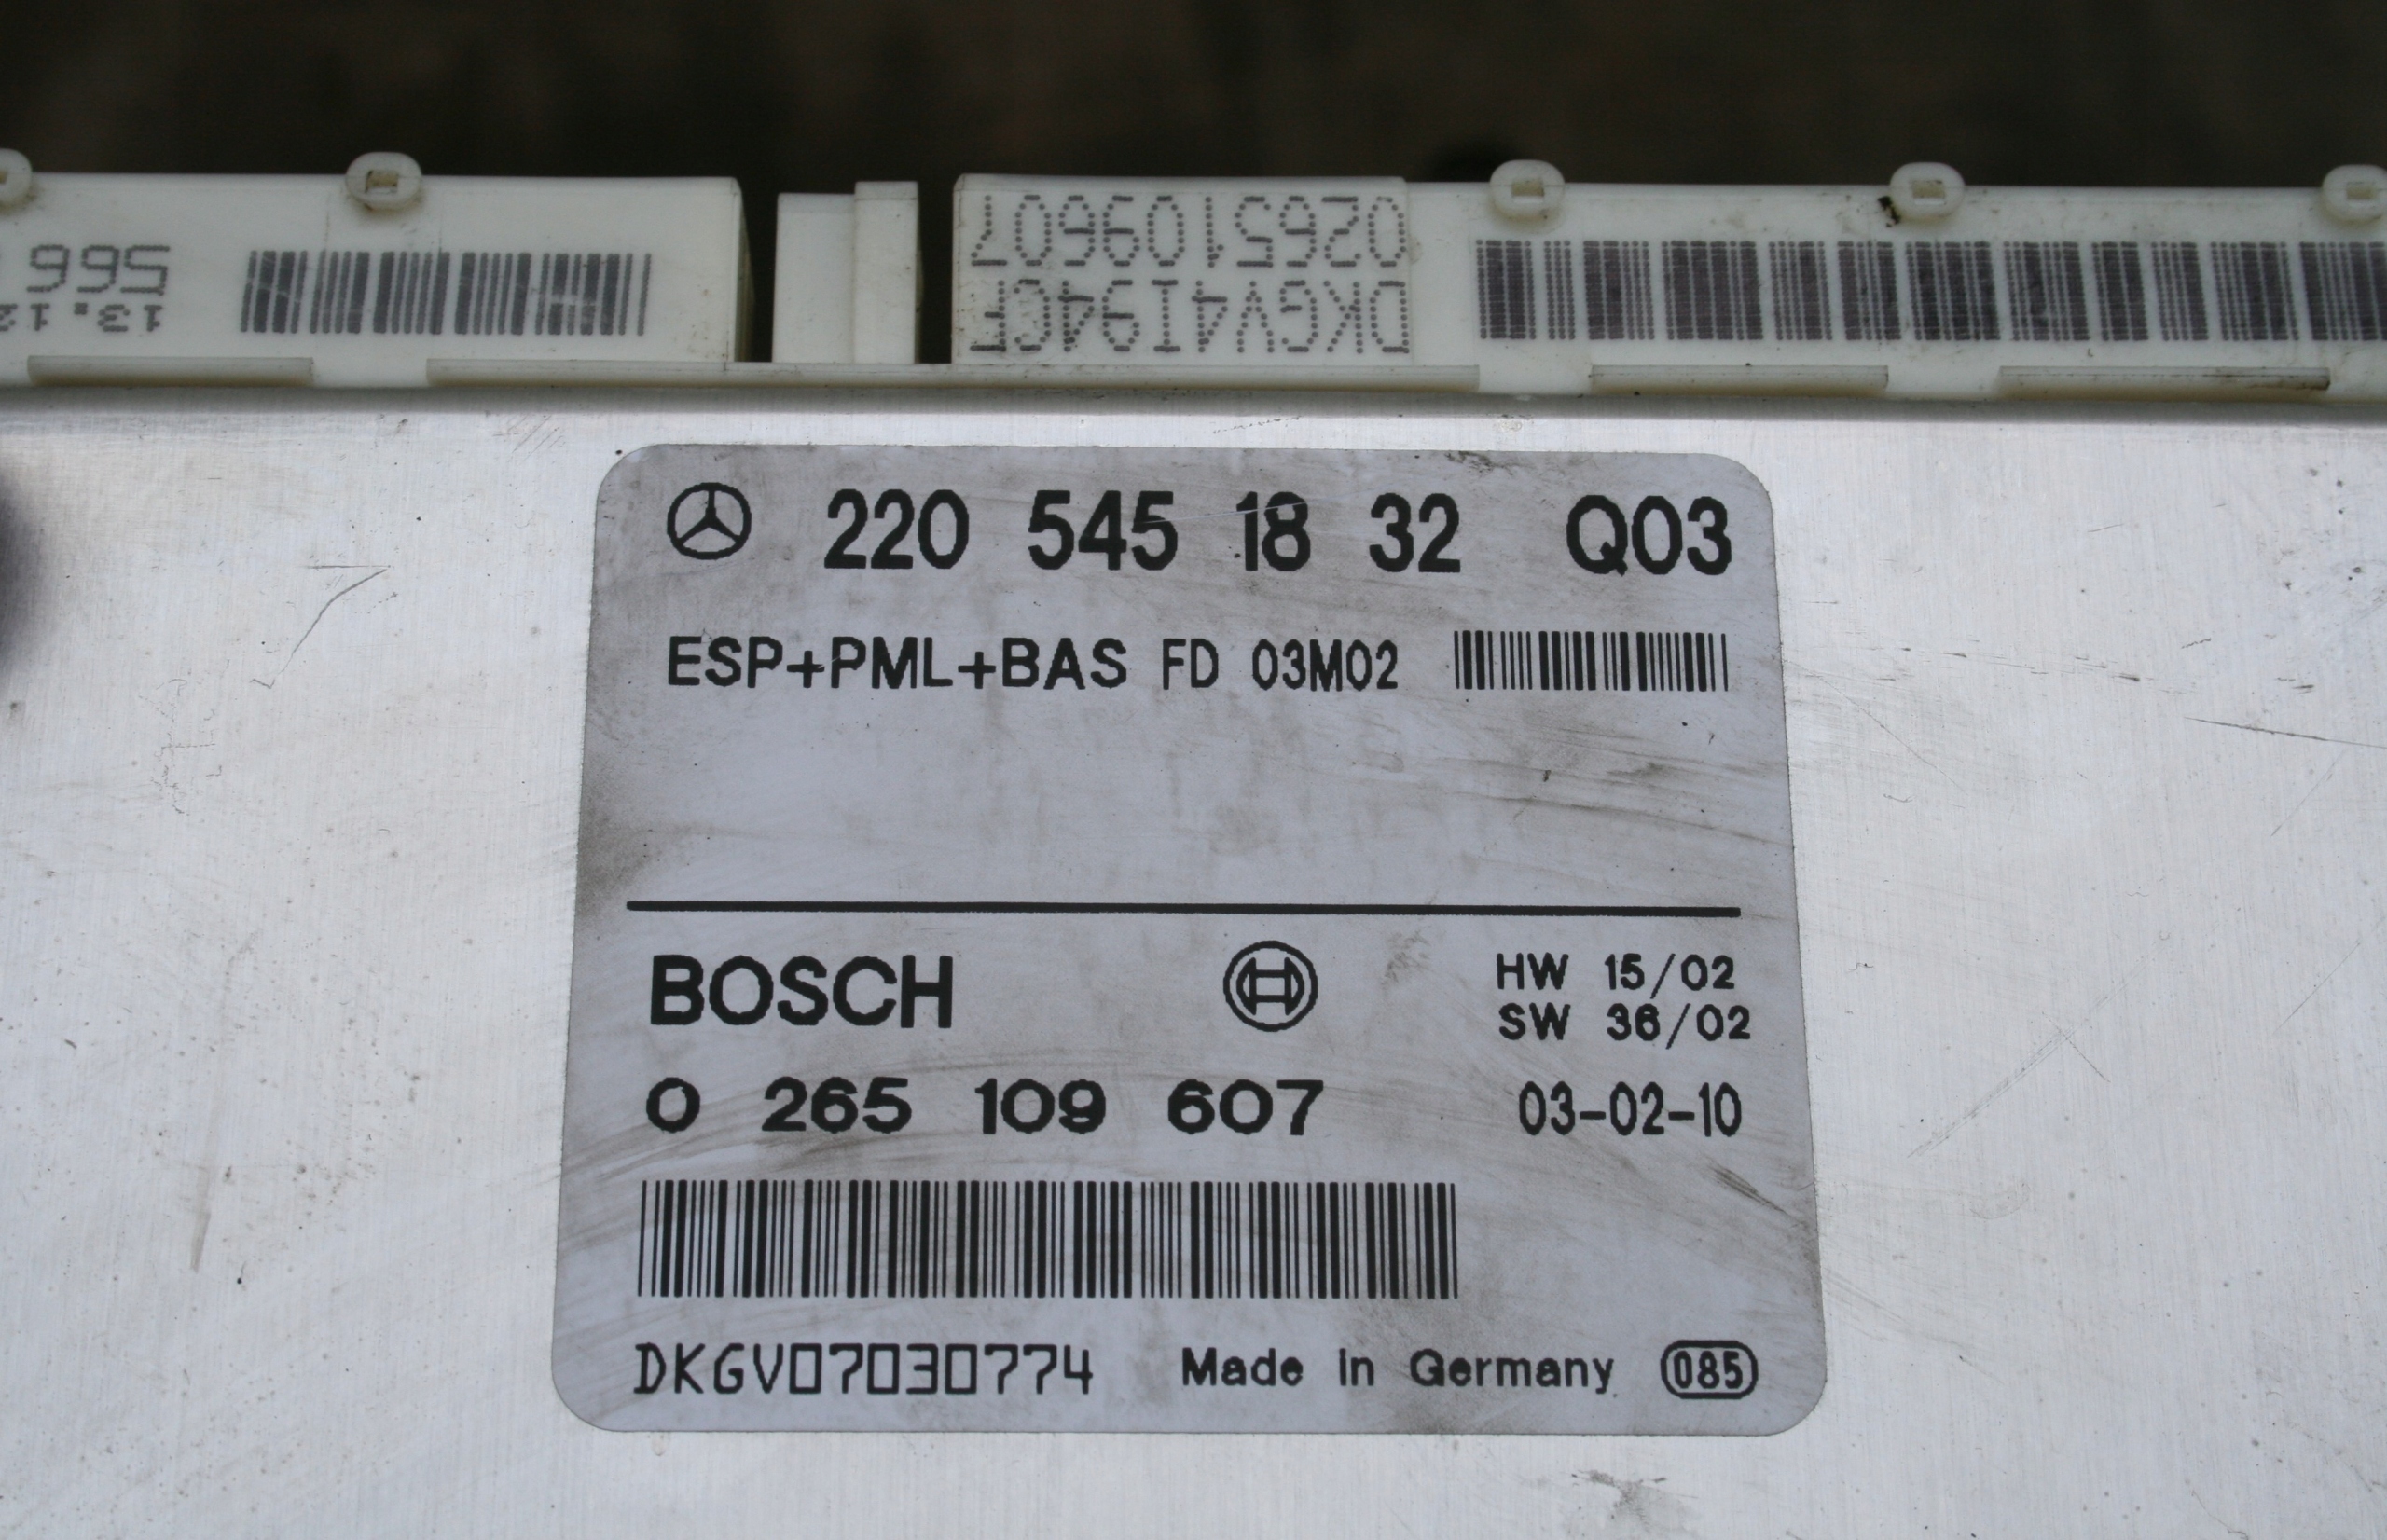 0265109607
DKGV4I94CF
220 545 18 32 Q03
ESP+PML+BAS FD 03M02
BOSCH
HW 15/02
SW 36/02
0 265 109 607
03-02-10
DKGV07030774 Made in Germany 085